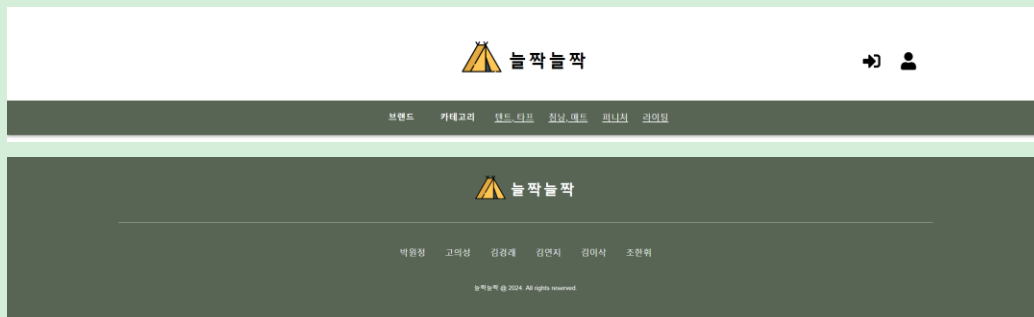 늘짝늘짝
브랜드 카테고리 텐트, 타프 침낭, 매트 퍼니처 라이팅
늘짝늘짝
박원정 고의성 김경래 김연지 김이삭 조한휘
늘짝늘짝 @ 2024. All rights reserved.